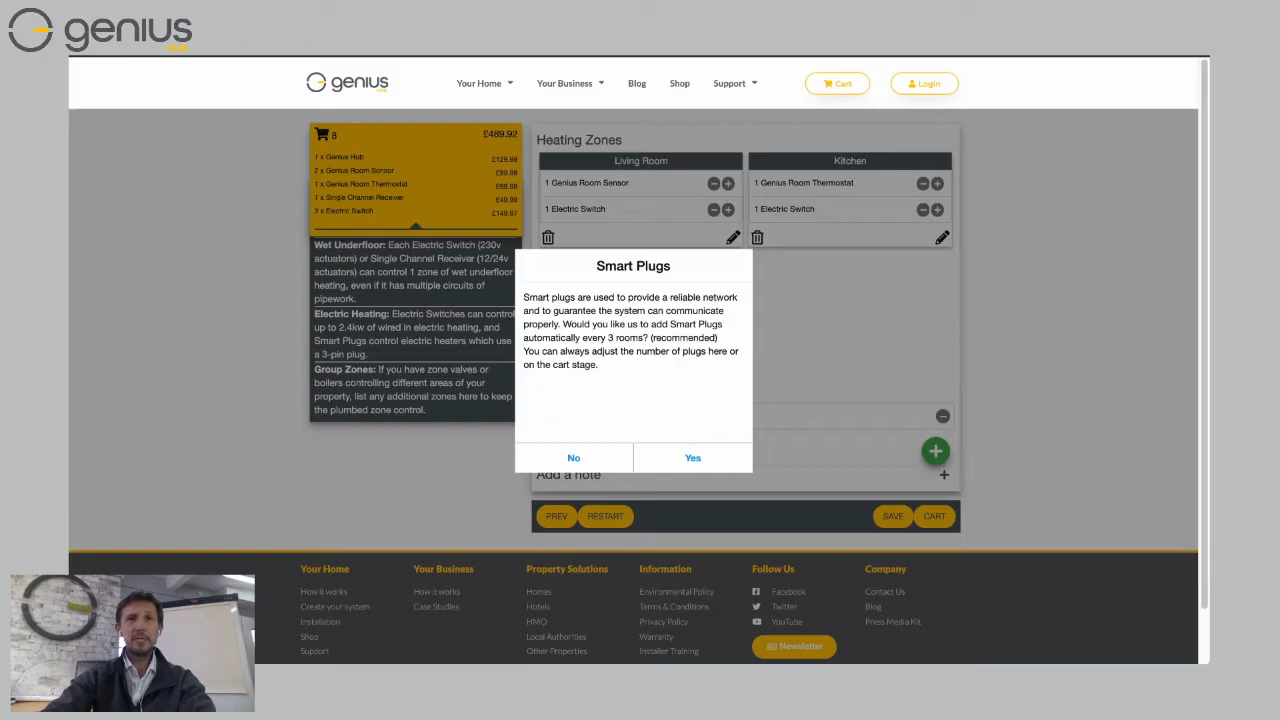 genius
HUB
genius
Your Home
Your Business
Blog
Shop
Support
Cart
Login
8
£489.92
1 x Genius Hub £129.99
2 x Genius Room Sensor £89.98
1 x Genius Room Thermostat £69.98
1 x Single Channel Receiver £49.99
3 x Electric Switch £149.97
Wet Underfloor: Each Electric Switch (230v
actuators) or Single Channel Receiver (12/24v
actuators) can control 1 zone of wet underfloor
heating, even if it has multiple circuits of
pipework.
Electric Heating: Electric Switches can control
up to 2.4kw of wired in electric heating, and
Smart Plugs control electric heaters which use
a 3-pin plug.
Group Zones: If you have zone valves or
boilers controlling different areas of your
property, list any additional zones here to keep
the plumbed zone control.
Heating Zones
Living Room
1 Genius Room Sensor
1 Electric Switch
Kitchen
1 Genius Room Thermostat
1 Electric Switch
Smart Plugs
Smart plugs are used to provide a reliable network
and to guarantee the system can communicate
properly. Would you like us to add Smart Plugs
automatically every 3 rooms? (recommended)
You can always adjust the number of plugs here or
on the cart stage.
No
Yes
Add a note
PREV
RESTART
SAVE
CART
Your Home
How it works
Create your system
Installation
Shop
Support
Your Business
How it works
Case Studies
Property Solutions
Homes
Hotels
HMO
Local Authorities
Other Properties
Information
Environmental Policy
Terms & Conditions
Privacy Policy
Warranty
Installer Training
Follow Us
Facebook
Twitter
YouTube
Newsletter
Company
Contact Us
Blog
Press Media Kit